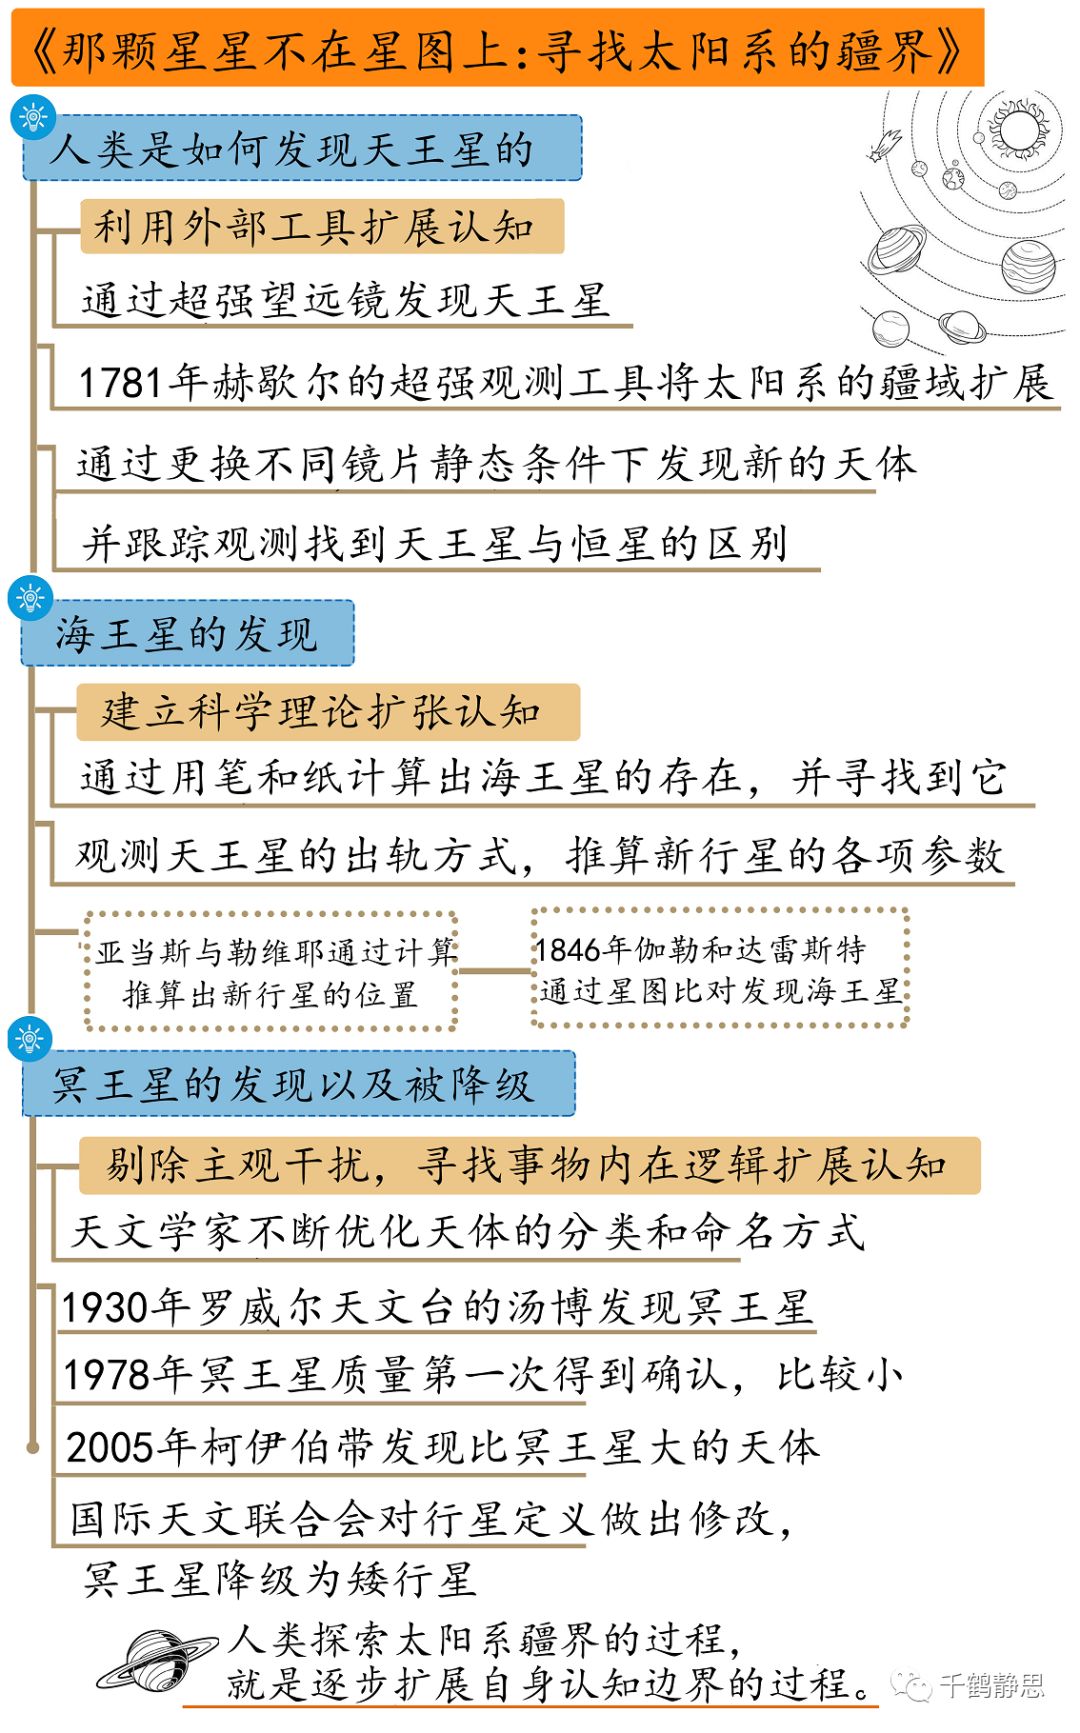 《那颗星星不在星图上:寻找太阳系的疆界》
人类是如何发现天王星的
利用外部工具扩展认知
通过超强望远镜发现天王星
1781年赫歇尔的超强观测工具将太阳系的疆域扩展
通过更换不同镜片静态条件下发现新的天体
并跟踪观测找到天王星与恒星的区别
海王星的发现
建立科学理论扩张认知
通过用笔和纸计算出海王星的存在，并寻找到它
观测天王星的出轨方式，推算新行星的各项参数
亚当斯与勒维耶通过计算
推算出新行星的位置
1846年伽勒和达雷斯特
通过星图比对发现海王星
冥王星的发现以及被降级
剔除主观干扰，寻找事物内在逻辑扩展认知
天文学家不断优化天体的分类和命名方式
1930年罗威尔天文台的汤博发现冥王星
1978年冥王星质量第一次得到确认，比较小
2005年柯伊伯带发现比冥王星大的天体
国际天文联合会对行星定义做出修改，
冥王星降级为矮行星
人类探索太阳系疆界的过程，
就是逐步扩展自身认知边界的过程。
千鹤静思